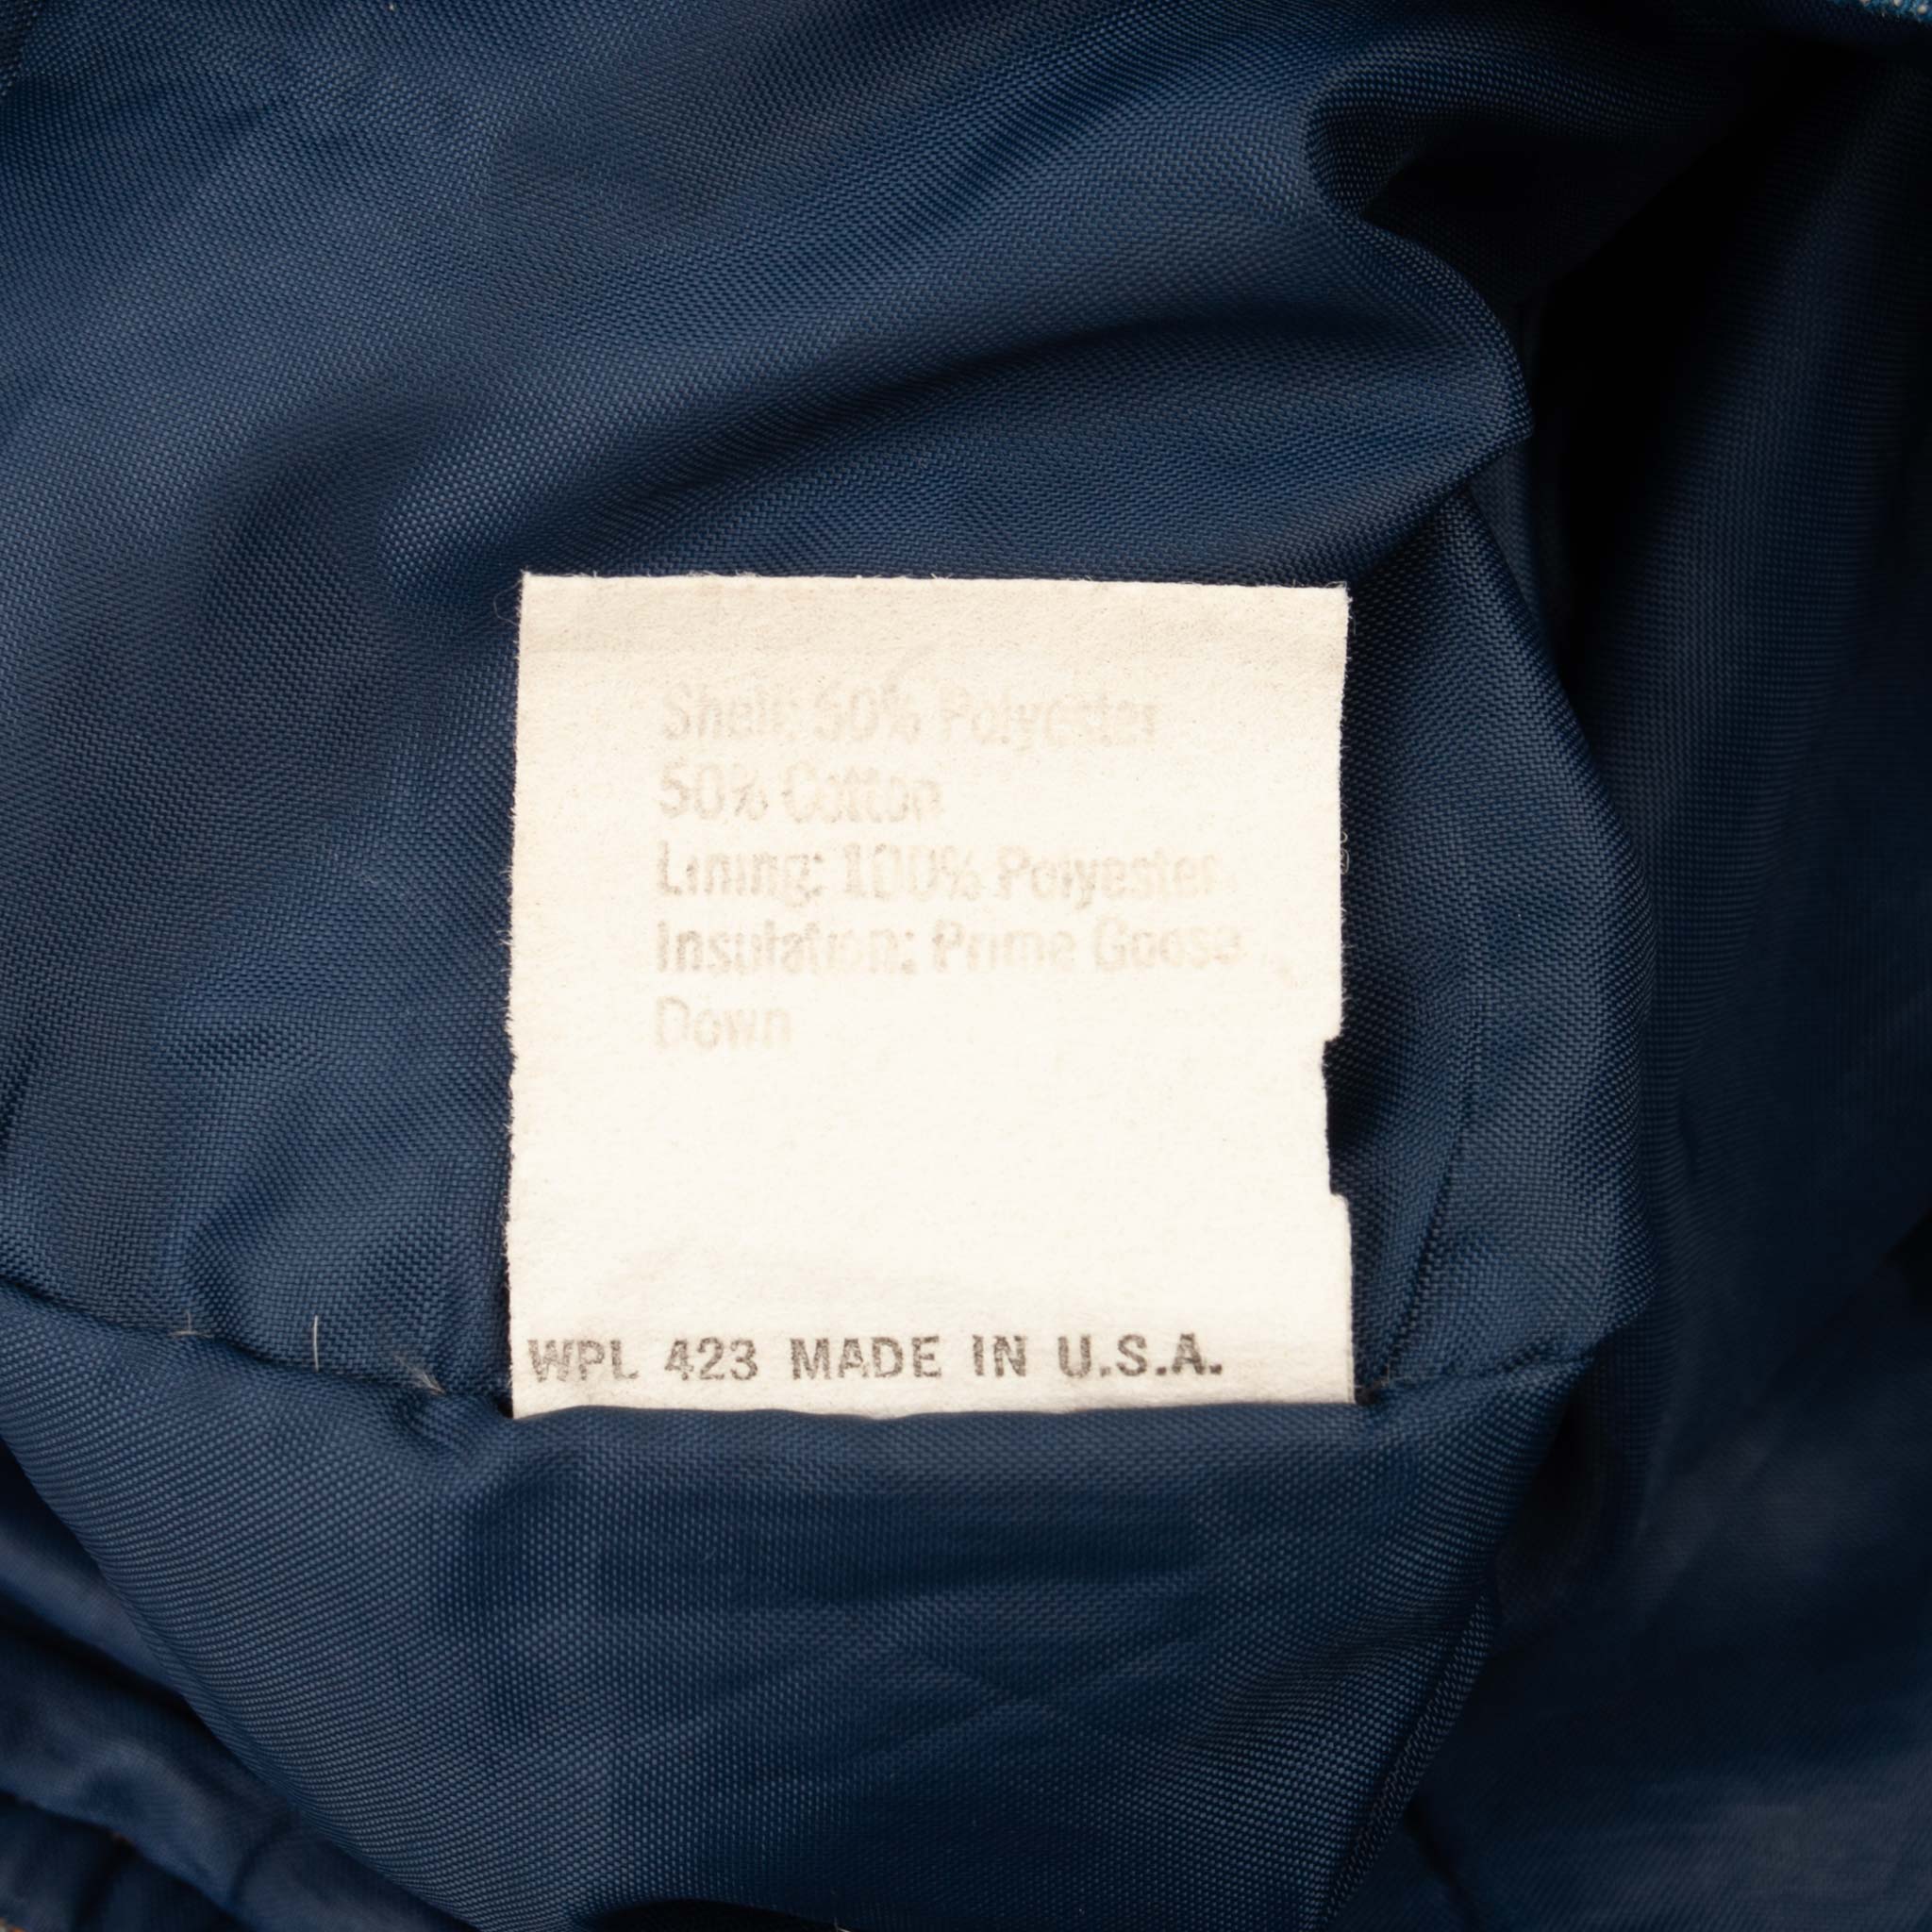 Shell: 50% Polyester
50% Cotton
Lining: 100% Polyester
Insulation: Prime Goose
Down
WPL 423 MADE IN U.S.A.